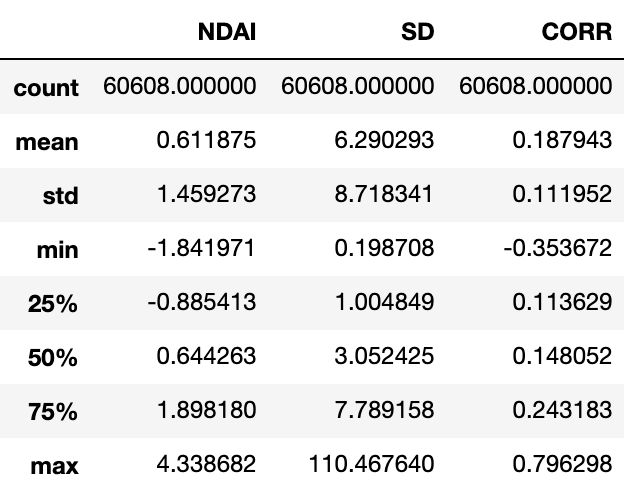 NDAI SD CORR
count 60608.000000 60608.000000 60608.000000
mean 0.611875 6.290293 0.187943
std 1.459273 8.718341 0.111952
min -1.841971 0.198708 -0.353672
25% -0.885413 1.004849 0.113629
50% 0.644263 3.052425 0.148052
75% 1.898180 7.789158 0.243183
max 4.338682 110.467640 0.796298